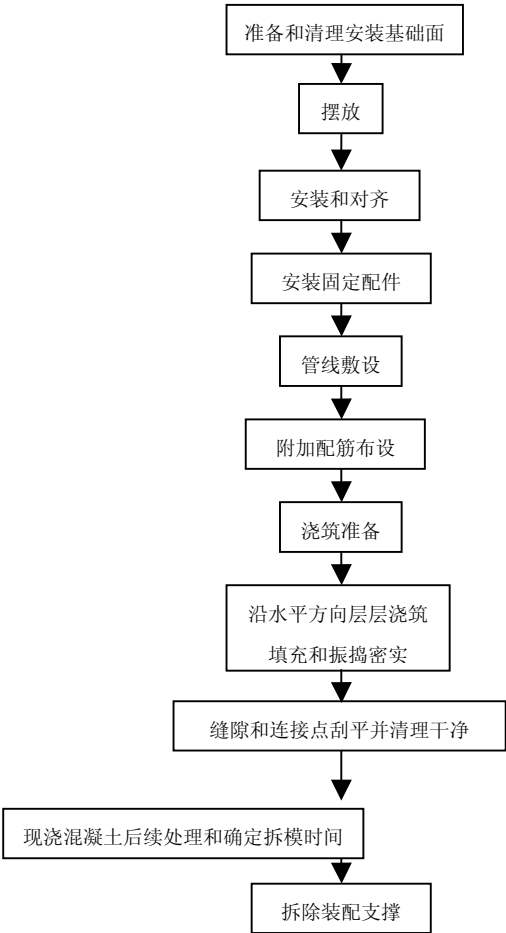 准备和清理安装基础面
摆放
安装和对齐
安装固定配件
管线敷设
附加配筋布设
浇筑准备
沿水平方向层层浇筑
填充和振捣密实
缝隙和连接点刮平并清理干净
现浇混凝土后续处理和确定拆模时间
拆除装配支撑